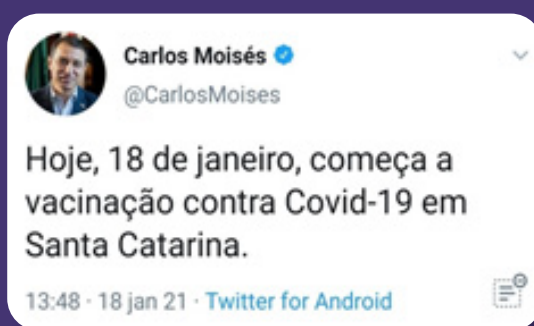 Carlos Moisés
@CarlosMoises
Hoje, 18 de janeiro, começa a
vacinação contra Covid-19 em
Santa Catarina.
13:48 · 18 jan 21 · Twitter for Android